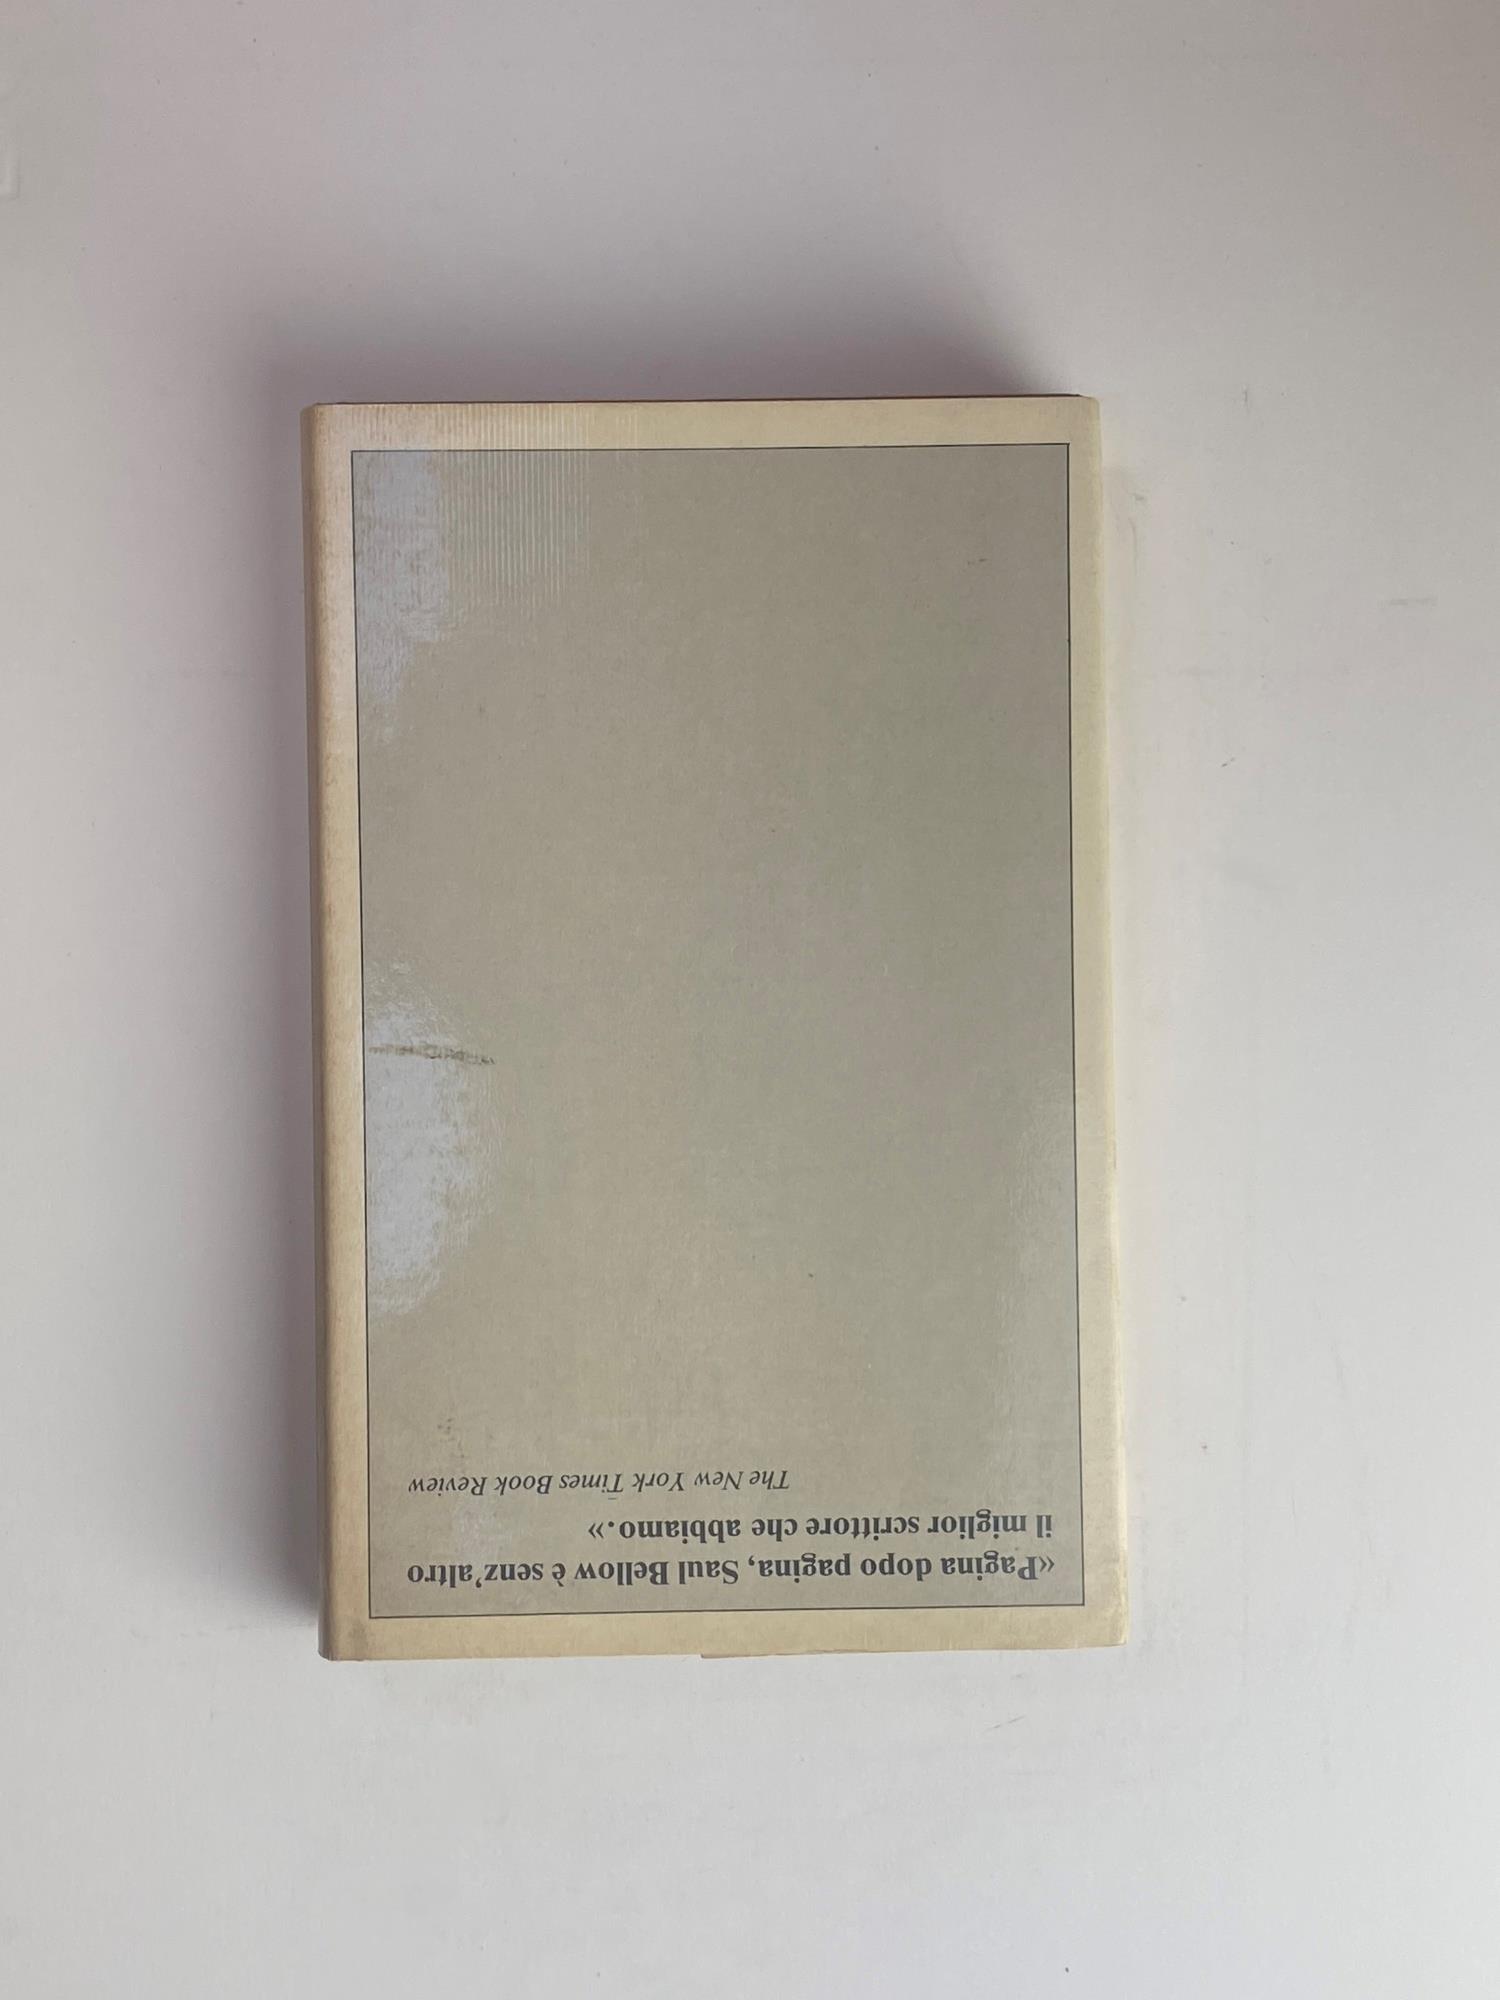 «Pagina dopo pagina, Saul Bellow è senz’altro
il miglior scrittore che abbiamo.»
The New York Times Book Review